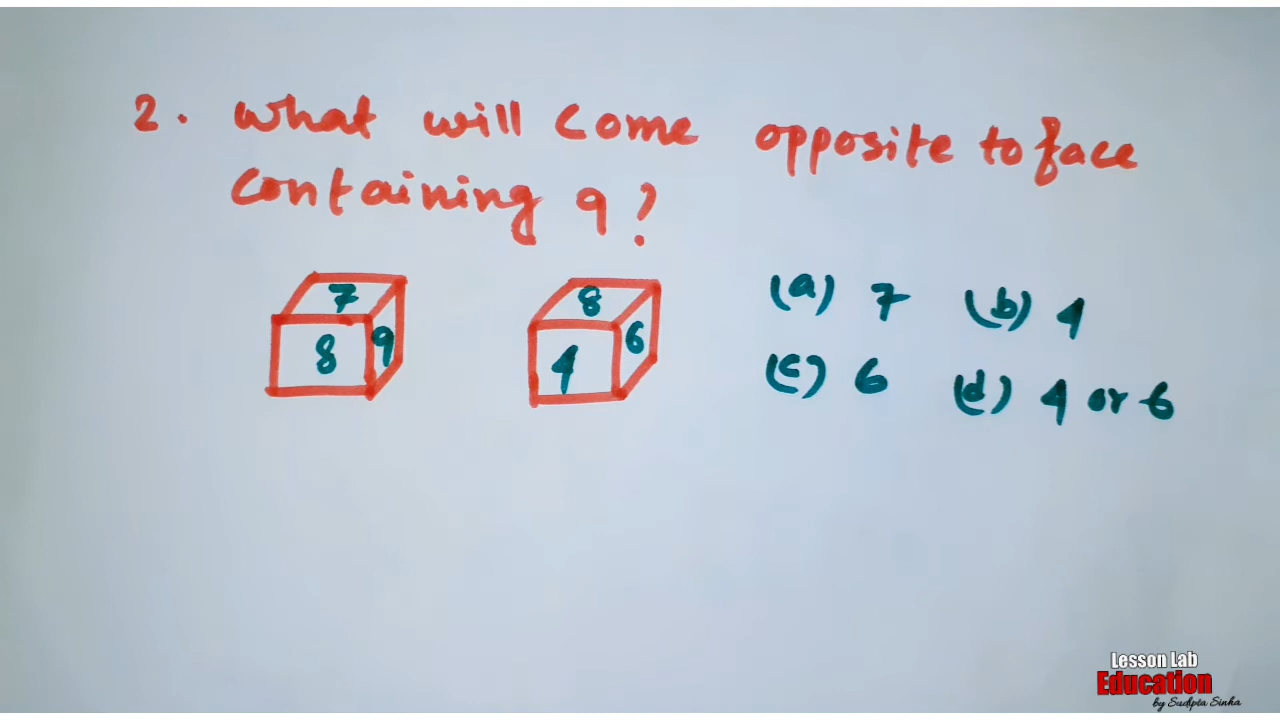 2. What will come opposite to face
containing 9?
7
8 9
8
4 6
(a) 7 (b) 4
(c) 6 (d) 4 or 6
Lesson Lab
Education
by Sudipta Sinha